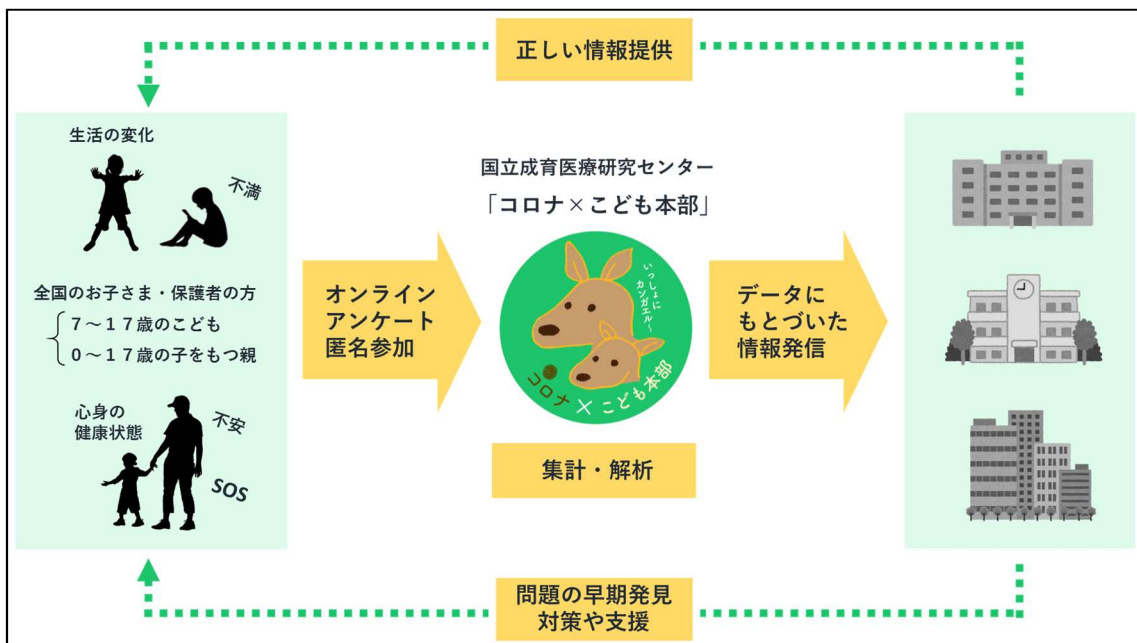 正しい情報提供
生活の変化
不満
全国のお子さま・保護者の方
7～17歳のこども
0～17歳の子をもつ親
心身の
健康状態
不安
SOS
オンライン
アンケート
匿名参加
国立成育医療研究センター
「コロナ×こども本部」
いっしょに
カンガエル〜
コロナ×こども本部
集計・解析
データに
もとづいた
情報発信
問題の早期発見
対策や支援